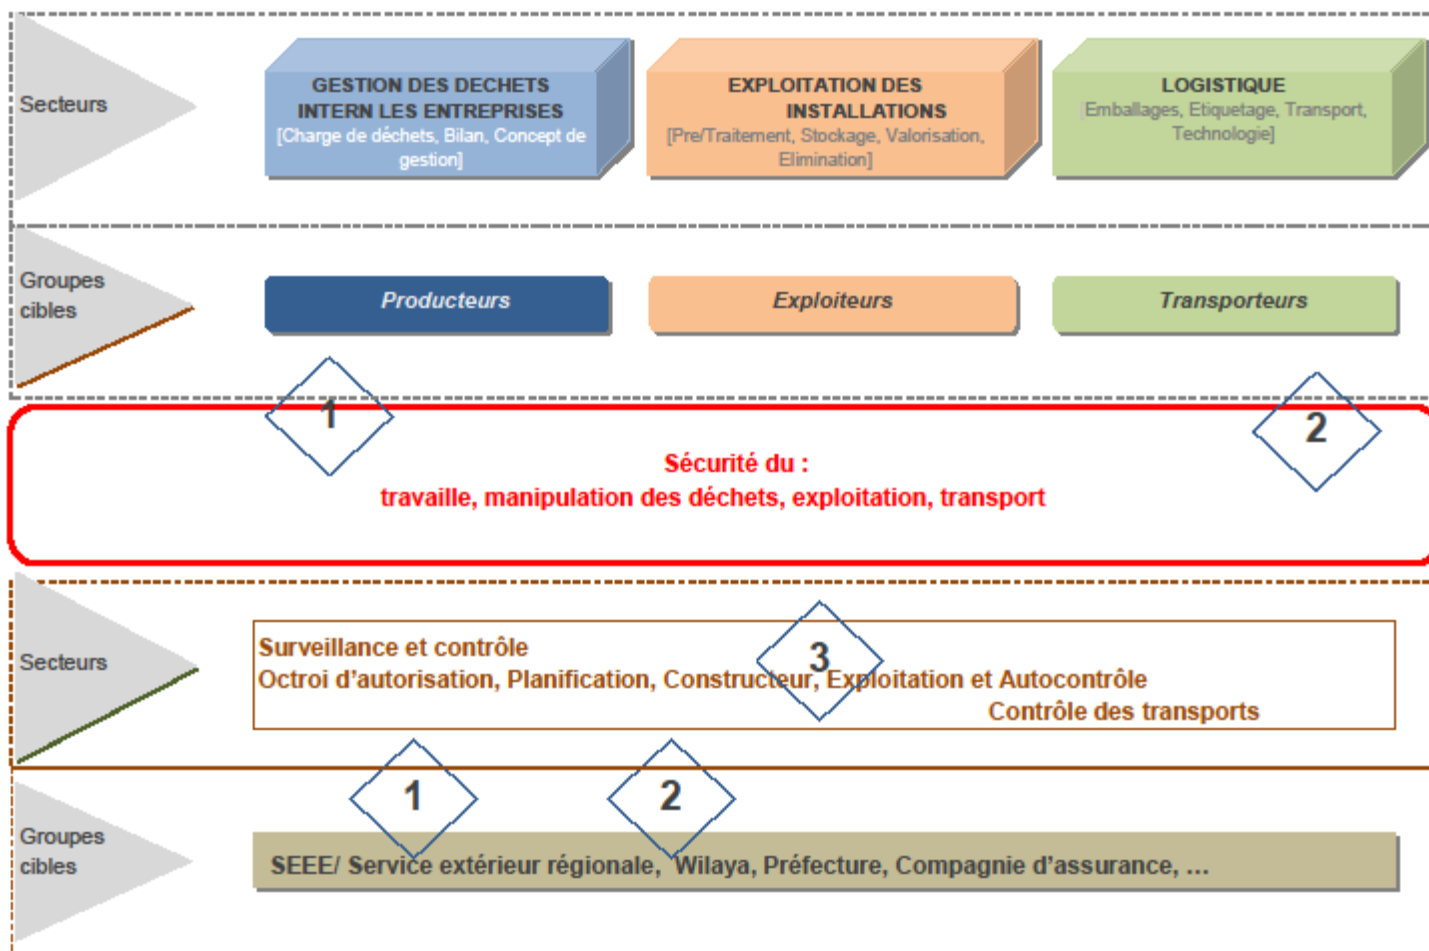 Secteurs
GESTION DES DECHETS
INTERN LES ENTREPRISES
[Charge de déchets, Bilan, Concept de
gestion]
EXPLOITATION DES
INSTALLATIONS
[Pre/Traitement, Stockage, Valorisation,
Elimination]
LOGISTIQUE
[Emballages, Etiquetage, Transport,
Technologie]
Groupes
cibles
Producteurs
Exploiteurs
Transporteurs
1
2
Sécurité du :
travaille, manipulation des déchets, exploitation, transport
Secteurs
Surveillance et contrôle
3
Octroi d'autorisation, Planification, Constructeur, Exploitation et Autocontrôle
Contrôle des transports
1
2
Groupes
cibles
SEEE/ Service extérieur régionale, Wilaya, Préfecture, Compagnie d'assurance, ...